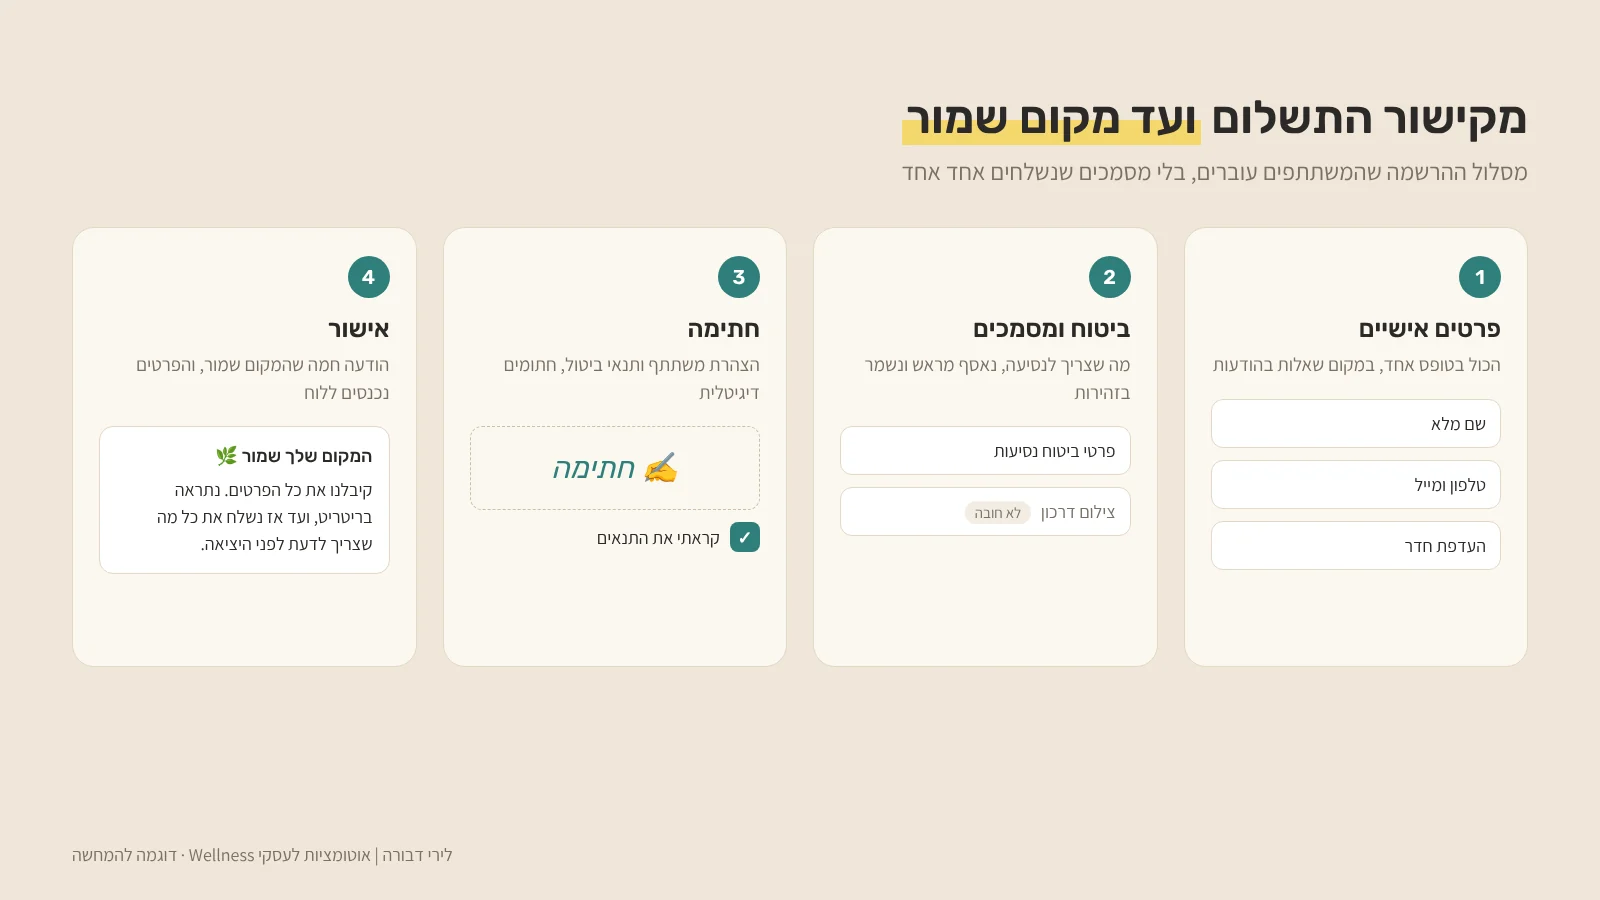 מקישור התשלום ועד מקום שמור
מסלול ההרשמה שהמשתתפים עוברים, בלי מסמכים שנשלחים אחד אחד
1
פרטים אישיים
הכול בטופס אחד, במקום שאלות בהודעות
שם מלא
טלפון ומייל
העדפת חדר
2
ביטוח ומסמכים
מה שצריך לנסיעה, נאסף מראש ונשמר
בזהירות
פרטי ביטוח נסיעות
צילום דרכון לא חובה
3
חתימה
הצהרת משתתף ותנאי ביטול, חתומים
דיגיטלית
✍️ חתימה
✓ קראתי את התנאים
4
אישור
הודעה חמה שהמקום שמור, והפרטים
נכנסים ללוח
המקום שלך שמור 🌿
קיבלנו את כל הפרטים. נתראה
בריטריט, ועד אז נשלח את כל מה
שצריך לדעת לפני היציאה.
לירי דבורה | אוטומציות לעסקי Wellness · דוגמה להמחשה